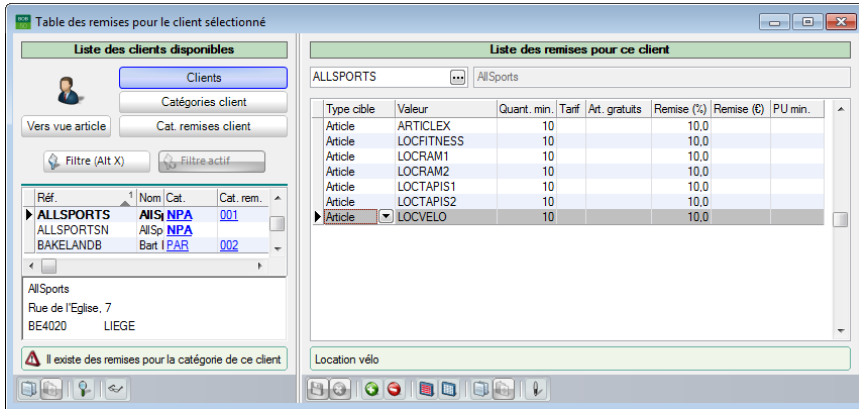 Table des remises pour le client sélectionné
Liste des clients disponibles
Clients
Catégories client
Vers vue article
Cat. remises client
Filtre (Alt X)
Filtre actif
Réf. 1 Nom Cat. Cat. rem.
ALLSPORTS AllS NPA 001
ALLSPORTSN AllSp NPA
BAKELANDB Bart PAR 002
AllSports
Rue de l'Eglise, 7
BE4020 LIEGE
Il existe des remises pour la catégorie de ce client
Liste des remises pour ce client
ALLSPORTS ... AllSports
Type cible Valeur Quant. min. Tarif Art. gratuits Remise (%) Remise (€) PU min.
Article ARTICLEX 10 10,0
Article LOCFITNESS 10 10,0
Article LOCRAM1 10 10,0
Article LOCRAM2 10 10,0
Article LOCTAPIS1 10 10,0
Article LOCTAPIS2 10 10,0
Article LOCVELO 10 10,0
Location vélo